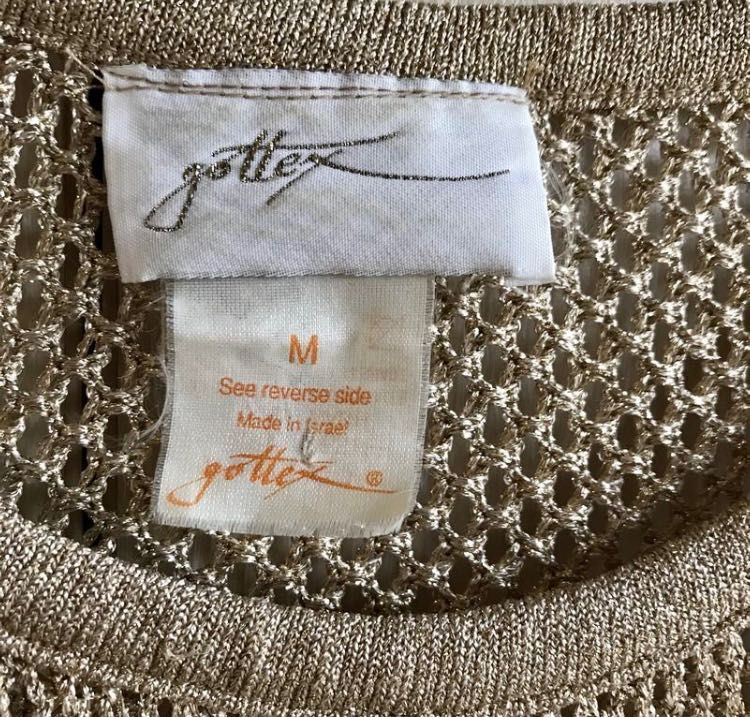 gottex
M
See reverse side
Made in Israel
gottex ®